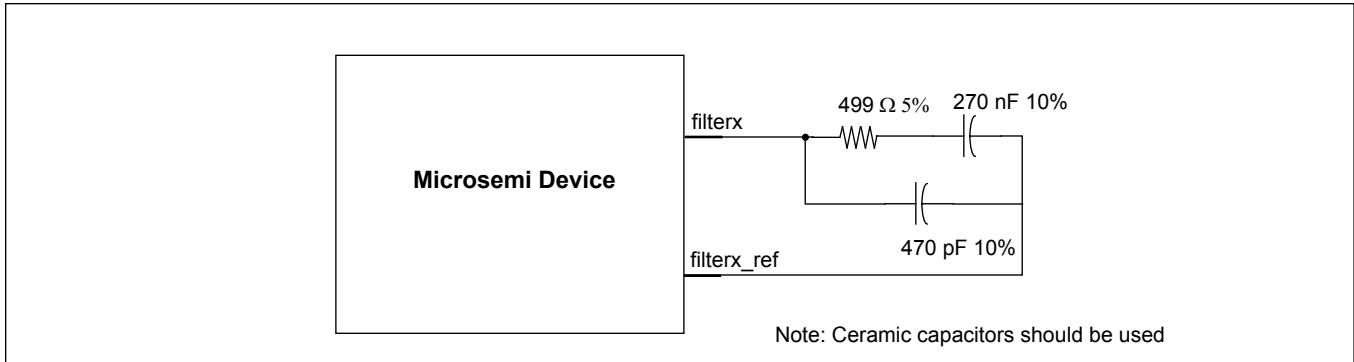 499 Ω 5%
270 nF 10%
filterx
Microsemi Device
470 pF 10%
filterx_ref
Note: Ceramic capacitors should be used